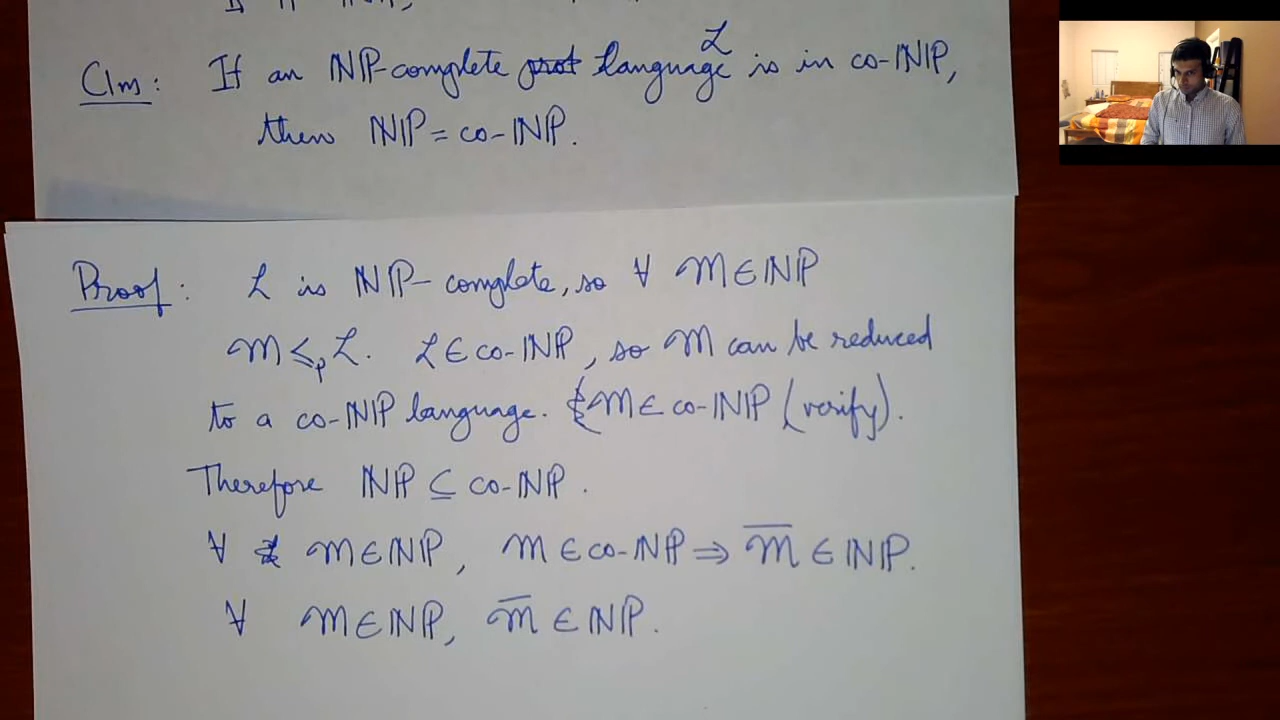 Clm: If an NP-complete language L is in co-NP,
then NP = co-NP.
Proof: L is NP-complete, so ∀ M ∈ NP
M ≤p L. L ∈ co-NP, so M can be reduced
to a co-NP language. M ∈ co-NP (verify).
Therefore NP ⊆ co-NP.
∀ M ∈ NP, M ∈ co-NP ⇒ M̅ ∈ NP.
∀ M ∈ NP, M̅ ∈ NP.